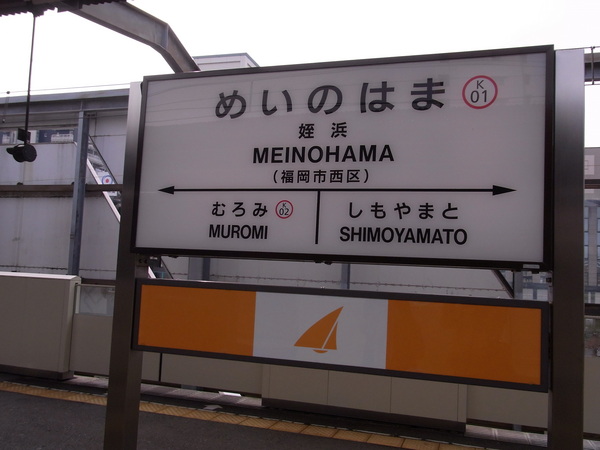 めいのはま
K
01
姪浜
MEINOHAMA
(福岡市西区)
むろみ
K
02
しもやまと
MUROMI
SHIMOYAMATO